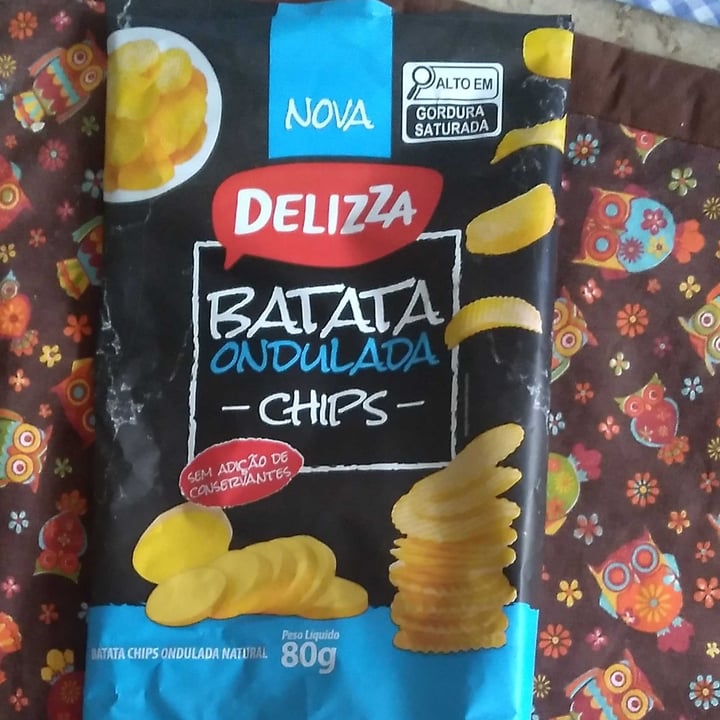 NOVA
ALTO EM
GORDURA
SATURADA
DELIZZA
BATATA
ONDULADA
- CHIPS -
SEM ADIÇÃO DE
CONSERVANTES
BATATA CHIPS ONDULADA NATURAL
Peso Líquido
80g